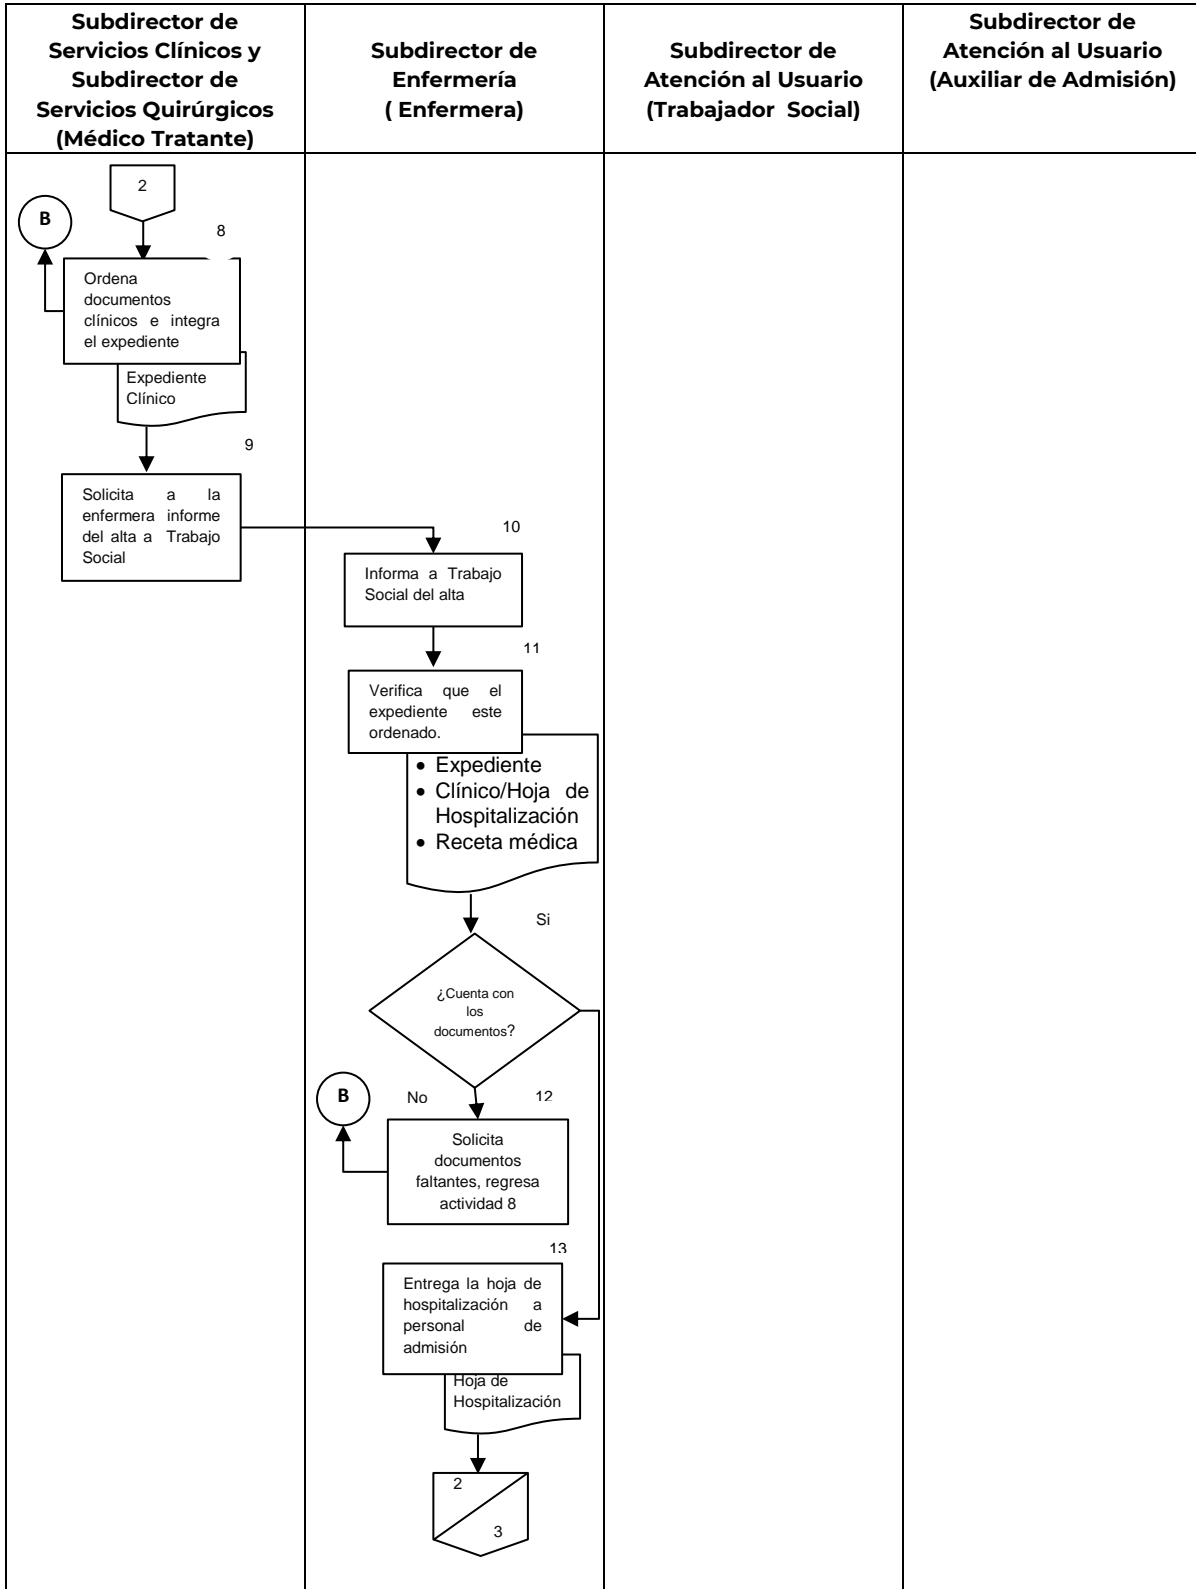 Subdirector de
Servicios Clínicos y
Subdirector de
Servicios Quirúrgicos
(Médico Tratante)
Subdirector de
Enfermería
( Enfermera)
Subdirector de
Atención al Usuario
(Trabajador Social)
Subdirector de
Atención al Usuario
(Auxiliar de Admisión)
2
B
8
Ordena
documentos
clínicos e integra
el expediente
Expediente
Clínico
9
Solicita a la
enfermera informe
del alta a Trabajo
Social
10
Informa a Trabajo
Social del alta
11
Verifica que el
expediente este
ordenado.
• Expediente
• Clínico/Hoja de
Hospitalización
• Receta médica
Si
¿Cuenta con
los
documentos?
B
No
12
Solicita
documentos
faltantes, regresa
actividad 8
13
Entrega la hoja de
hospitalización a
personal de
admisión
Hoja de
Hospitalización
2
3